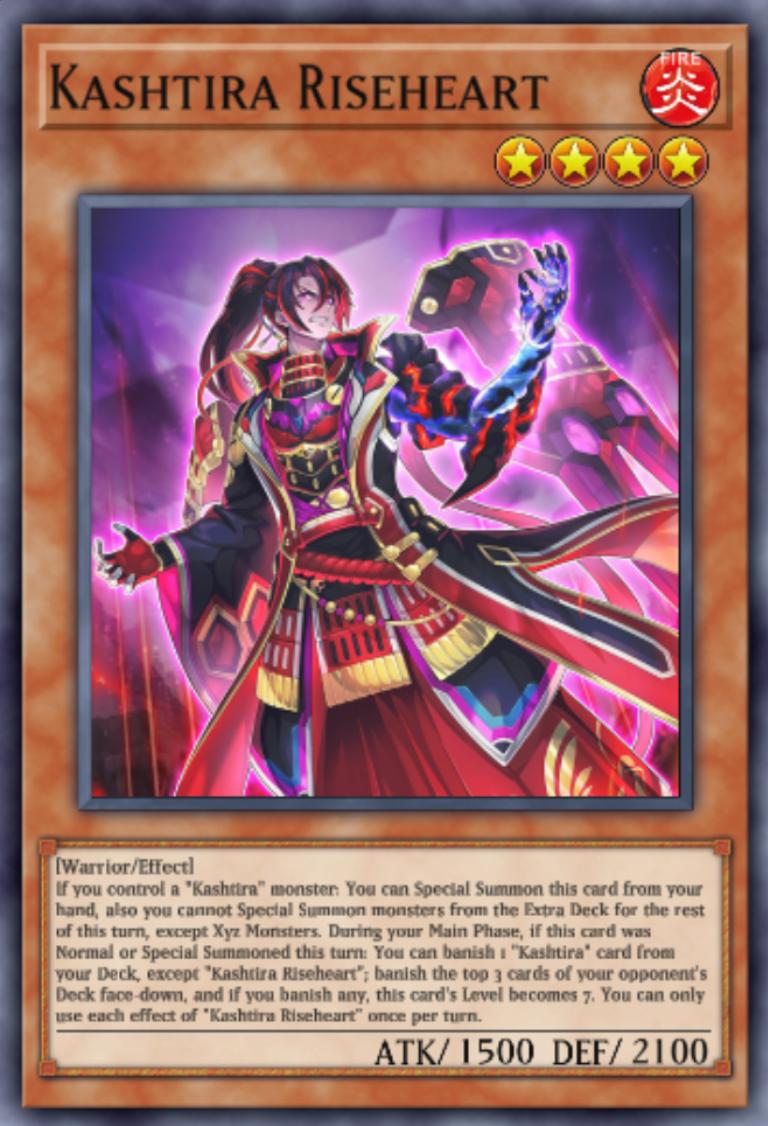 KASHTIRA RISEHEART
FIRE
炎
[Warrior/Effect]
If you control a "Kashtira" monster: You can Special Summon this card from your
hand, also you cannot Special Summon monsters from the Extra Deck for the rest
of this turn, except Xyz Monsters. During your Main Phase, if this card was
Normal or Special Summoned this turn: You can banish 1 "Kashtira" card from
your Deck, except "Kashtira Riseheart"; banish the top 3 cards of your opponent's
Deck face-down, and if you banish any, this card's Level becomes 7. You can only
use each effect of "Kashtira Riseheart" once per turn.
ATK/ 1500 DEF/ 2100